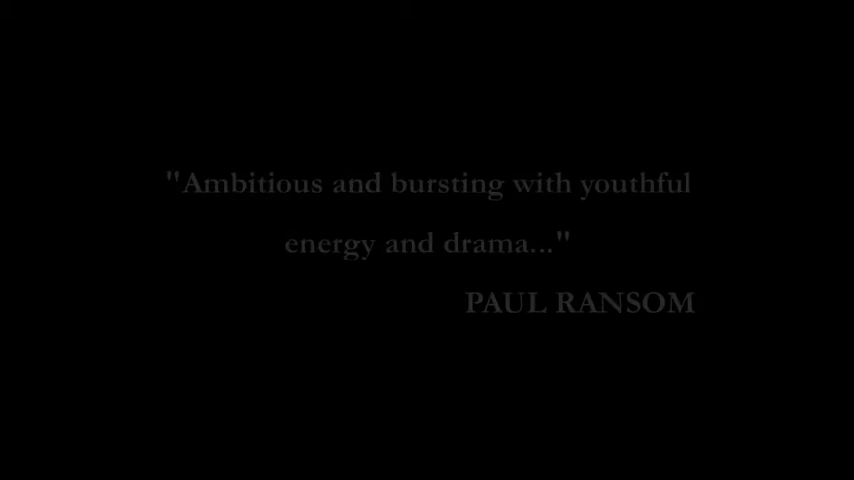 "Ambitious and bursting with youthful
energy and drama..."
PAUL RANSOM